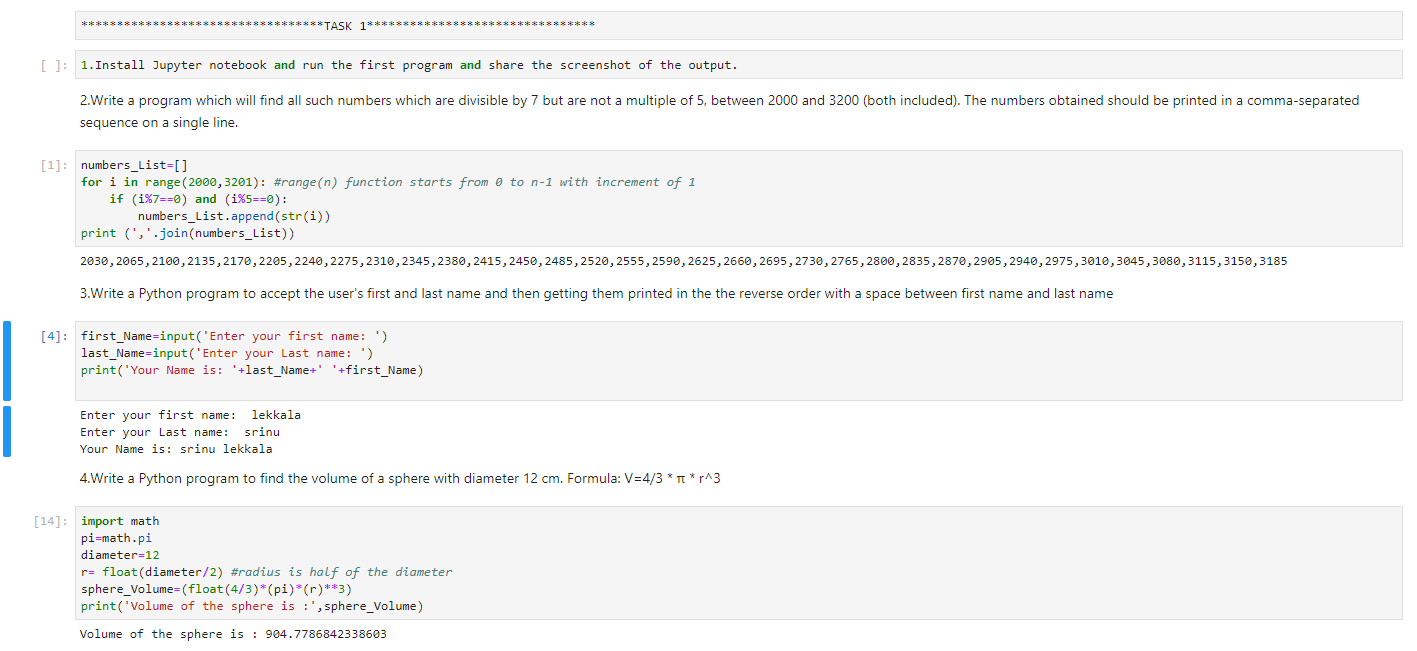 **********************************TASK 1********************************
[ ]: 1.Install Jupyter notebook and run the first program and share the screenshot of the output.
2.Write a program which will find all such numbers which are divisible by 7 but are not a multiple of 5, between 2000 and 3200 (both included). The numbers obtained should be printed in a comma-separated
sequence on a single line.
[1]: numbers_List=[]
for i in range(2000,3201): #range(n) function starts from 0 to n-1 with increment of 1
    if (i%7==0) and (i%5==0):
        numbers_List.append(str(i))
print (','.join(numbers_List))
2030,2065,2100,2135,2170,2205,2240,2275,2310,2345,2380,2415,2450,2485,2520,2555,2590,2625,2660,2695,2730,2765,2800,2835,2870,2905,2940,2975,3010,3045,3080,3115,3150,3185
3.Write a Python program to accept the user's first and last name and then getting them printed in the the reverse order with a space between first name and last name
[4]: first_Name=input('Enter your first name: ')
last_Name=input('Enter your Last name: ')
print('Your Name is: '+last_Name+' '+first_Name)
Enter your first name:  lekkala
Enter your Last name:  srinu
Your Name is: srinu lekkala
4.Write a Python program to find the volume of a sphere with diameter 12 cm. Formula: V=4/3 * π * r^3
[14]: import math
pi=math.pi
diameter=12
r= float(diameter/2) #radius is half of the diameter
sphere_Volume=(float(4/3)*(pi)*(r)**3)
print('Volume of the sphere is :',sphere_Volume)
Volume of the sphere is : 904.7786842338603